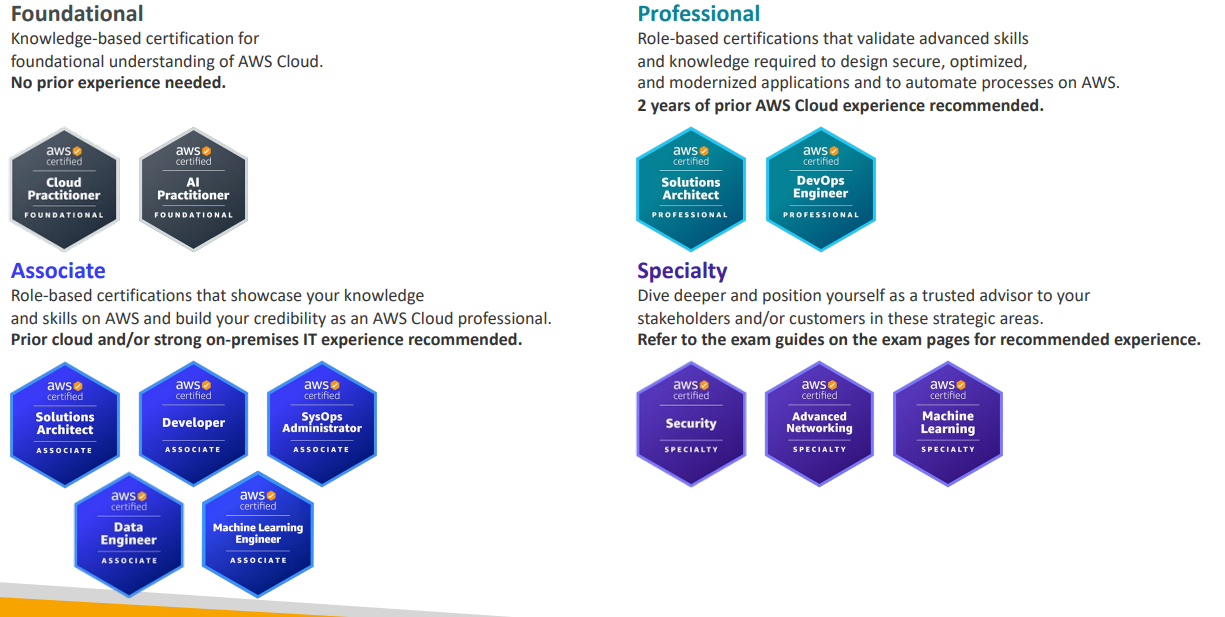 Foundational
Knowledge-based certification for
foundational understanding of AWS Cloud.
No prior experience needed.
aws
certified
Cloud
Practitioner
FOUNDATIONAL
aws
certified
AI
Practitioner
FOUNDATIONAL
Professional
Role-based certifications that validate advanced skills
and knowledge required to design secure, optimized,
and modernized applications and to automate processes on AWS.
2 years of prior AWS Cloud experience recommended.
aws
certified
Solutions
Architect
PROFESSIONAL
aws
certified
DevOps
Engineer
PROFESSIONAL
Associate
Role-based certifications that showcase your knowledge
and skills on AWS and build your credibility as an AWS Cloud professional.
Prior cloud and/or strong on-premises IT experience recommended.
aws
certified
Solutions
Architect
ASSOCIATE
aws
certified
Developer
ASSOCIATE
aws
certified
SysOps
Administrator
ASSOCIATE
aws
certified
Data
Engineer
ASSOCIATE
aws
certified
Machine Learning
Engineer
ASSOCIATE
Specialty
Dive deeper and position yourself as a trusted advisor to your
stakeholders and/or customers in these strategic areas.
Refer to the exam guides on the exam pages for recommended experience.
aws
certified
Security
SPECIALTY
aws
certified
Advanced
Networking
SPECIALTY
aws
certified
Machine
Learning
SPECIALTY